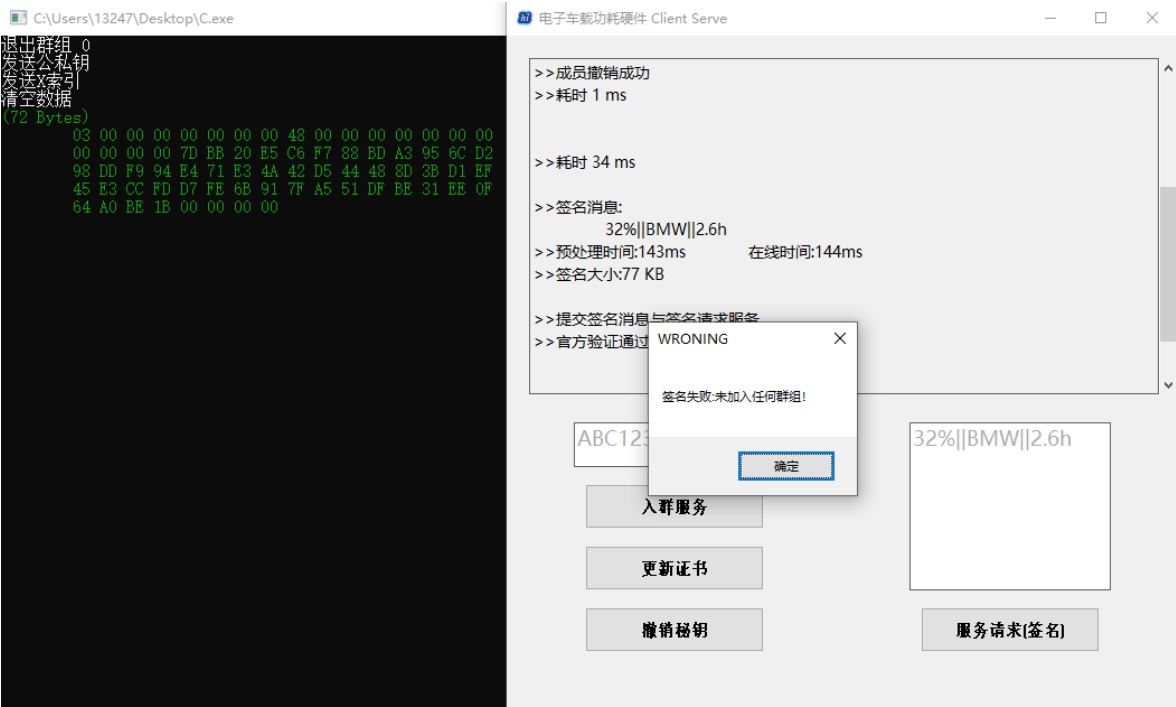 C:\Users\13247\Desktop\C.exe
退出群组 0
发送公私钥
发送X索引
清空数据
(72 Bytes)
03 00 00 00 00 00 00 00 48 00 00 00 00 00 00 00
00 00 00 00 7D BB 20 E5 C6 F7 88 BD A3 95 6C D2
98 DD F9 94 E4 71 E3 4A 42 D5 44 48 8D 3B D1 EF
45 E3 CC FD D7 FE 6B 91 7F A5 51 DF BE 31 EE 0F
64 A0 BE 1B 00 00 00 00
电子车载功耗硬件 Client Serve
>>成员撤销成功
>>耗时 1 ms
>>耗时 34 ms
>>签名消息:
32%||BMW||2.6h
>>预处理时间:143ms 在线时间:144ms
>>签名大小:77 KB
>>提交签名消息与签名请求服务
>>官方验证通过
WRONING
签名失败:未加入任何群组!
确定
ABC123
32%||BMW||2.6h
入群服务
更新证书
撤销秘钥
服务请求(签名)